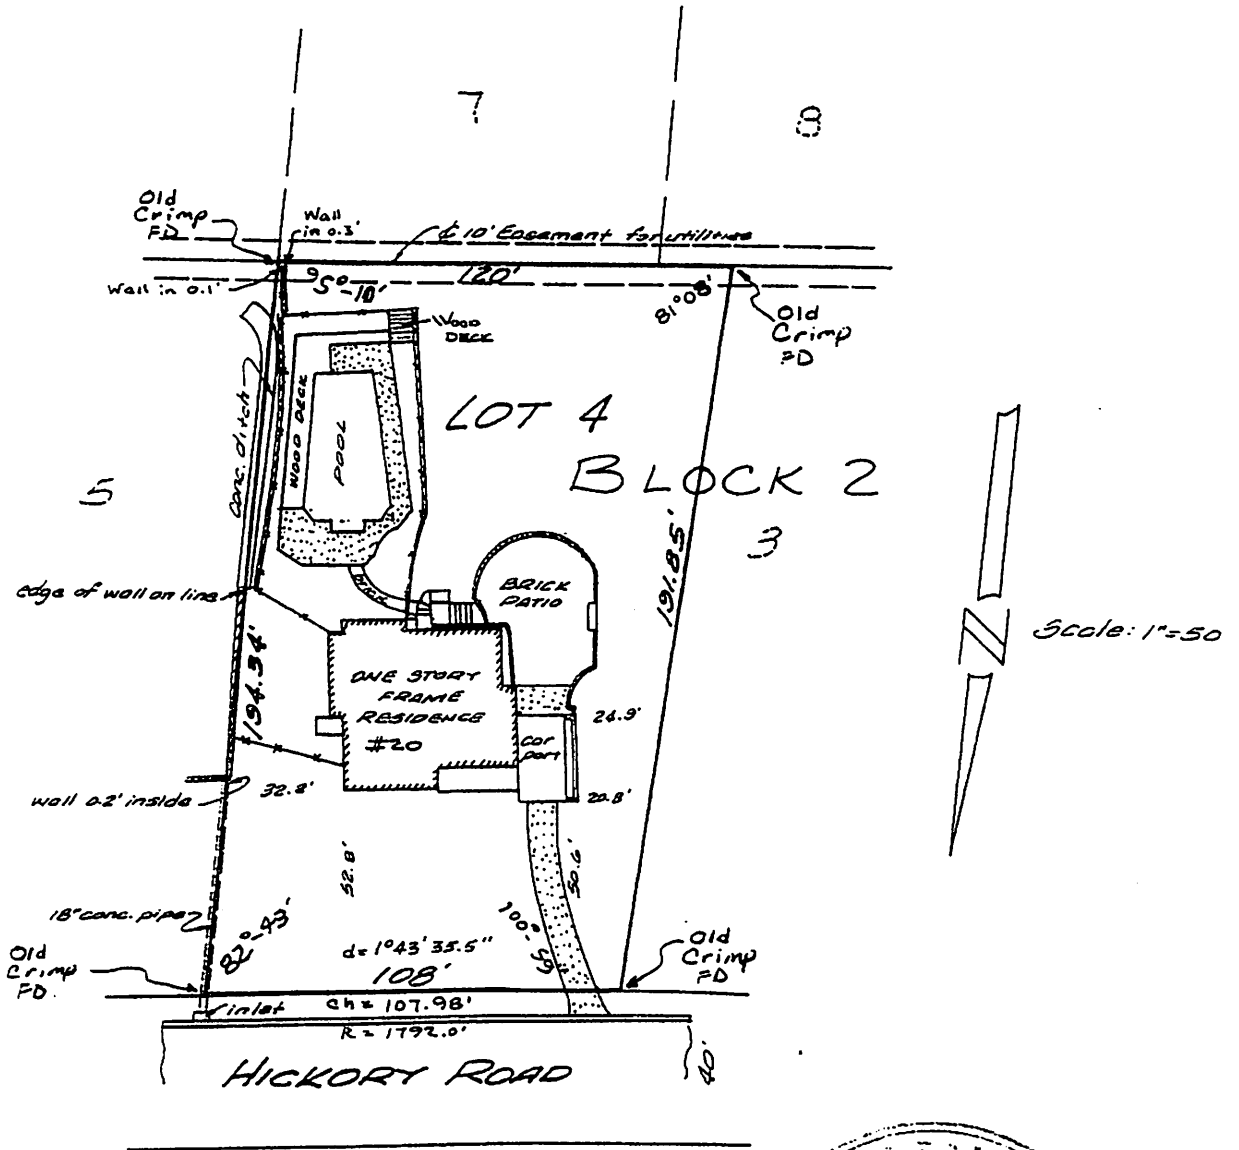 7
8
Old
Crimp
FD
Wall
in 0.3'
₵ 10' Easement for utilities
Wall in 0.1'
95°-10'
120'
81°08'
Old
Crimp
FD
WOOD
DECK
conc. ditch
WOOD DECK
POOL
LOT 4
BLOCK 2
5
3
191.85'
edge of wall on line
BRICK
BRICK
PATIO
Scale: 1"=50
194.34'
ONE STORY
FRAME
RESIDENCE
#20
24.9'
Car
port
wall 0.2' inside
32.8'
20.8'
52.8'
50.6'
18" conc. pipe
82°-43'
100°-59'
Old
Crimp
FD.
d = 1°43'35.5"
108'
Old
Crimp
FD
inlet
ch = 107.98'
R = 1792.0'
HICKORY ROAD
40'